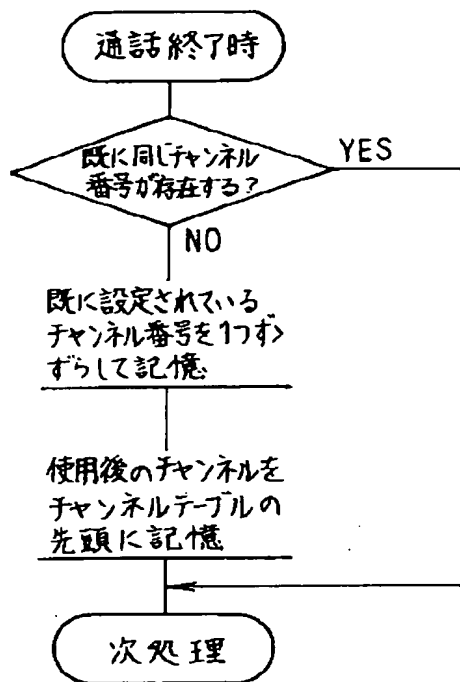 通話終了時
既に同じチャンネル
番号が存在する?
YES
NO
既に設定されている
チャンネル番号を1つずつ
ずらして記憶
使用後のチャンネルを
チャンネルテーブルの
先頭に記憶
次処理